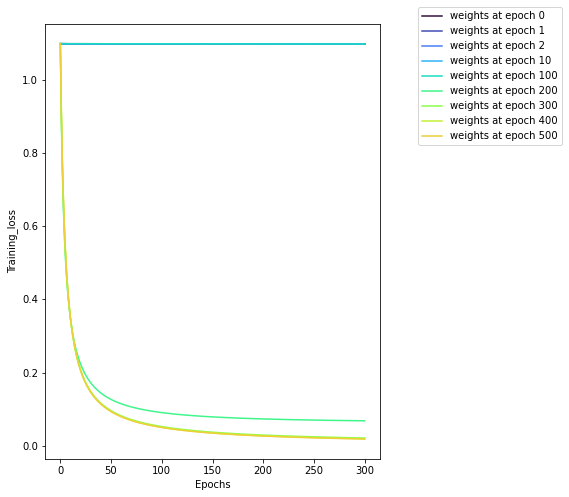 weights at epoch 0
weights at epoch 1
weights at epoch 2
weights at epoch 10
weights at epoch 100
weights at epoch 200
weights at epoch 300
weights at epoch 400
weights at epoch 500
1.0
0.8
0.6
0.4
0.2
0.0
Training_loss
0 50 100 150 200 250 300
Epochs